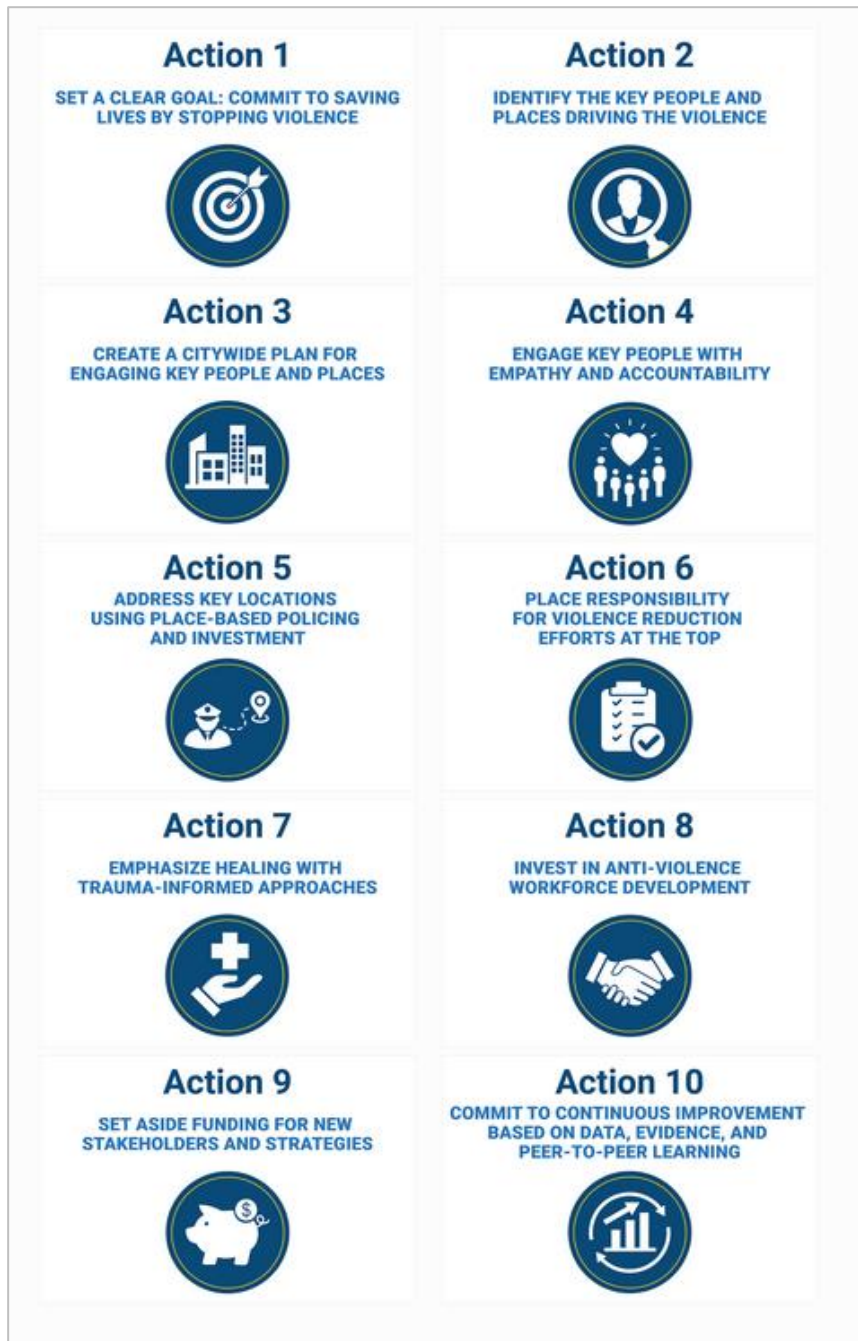 Action 1
SET A CLEAR GOAL: COMMIT TO SAVING
LIVES BY STOPPING VIOLENCE
Action 2
IDENTIFY THE KEY PEOPLE AND
PLACES DRIVING THE VIOLENCE
Action 3
CREATE A CITYWIDE PLAN FOR
ENGAGING KEY PEOPLE AND PLACES
Action 4
ENGAGE KEY PEOPLE WITH
EMPATHY AND ACCOUNTABILITY
Action 5
ADDRESS KEY LOCATIONS
USING PLACE-BASED POLICING
AND INVESTMENT
Action 6
PLACE RESPONSIBILITY
FOR VIOLENCE REDUCTION
EFFORTS AT THE TOP
Action 7
EMPHASIZE HEALING WITH
TRAUMA-INFORMED APPROACHES
Action 8
INVEST IN ANTI-VIOLENCE
WORKFORCE DEVELOPMENT
Action 9
SET ASIDE FUNDING FOR NEW
STAKEHOLDERS AND STRATEGIES
$
Action 10
COMMIT TO CONTINUOUS IMPROVEMENT
BASED ON DATA, EVIDENCE, AND
PEER-TO-PEER LEARNING